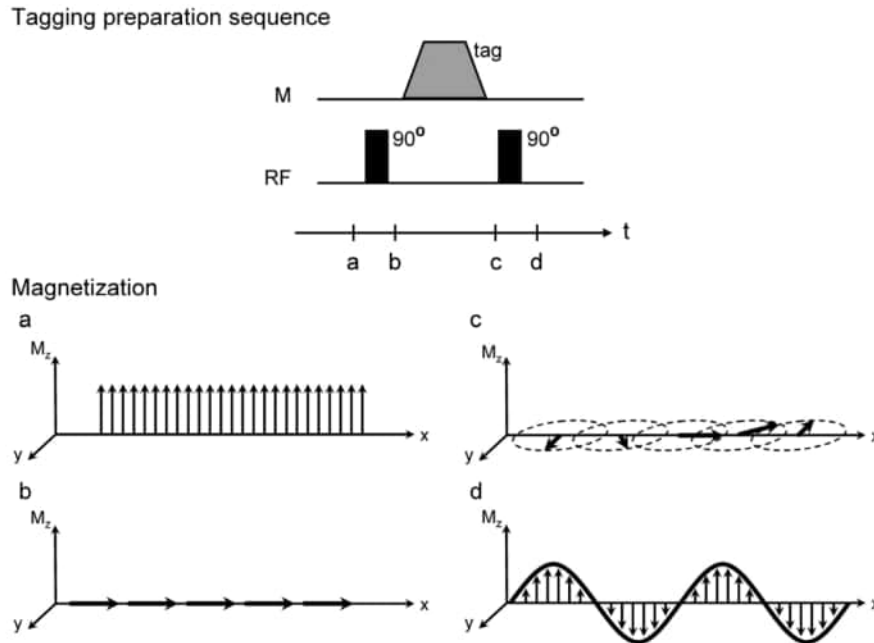 Tagging preparation sequence
tag
M
90°
90°
RF
t
a
b
c
d
Magnetization
a
Mz
x
y
c
Mz
x
y
b
Mz
x
y
d
Mz
x
y